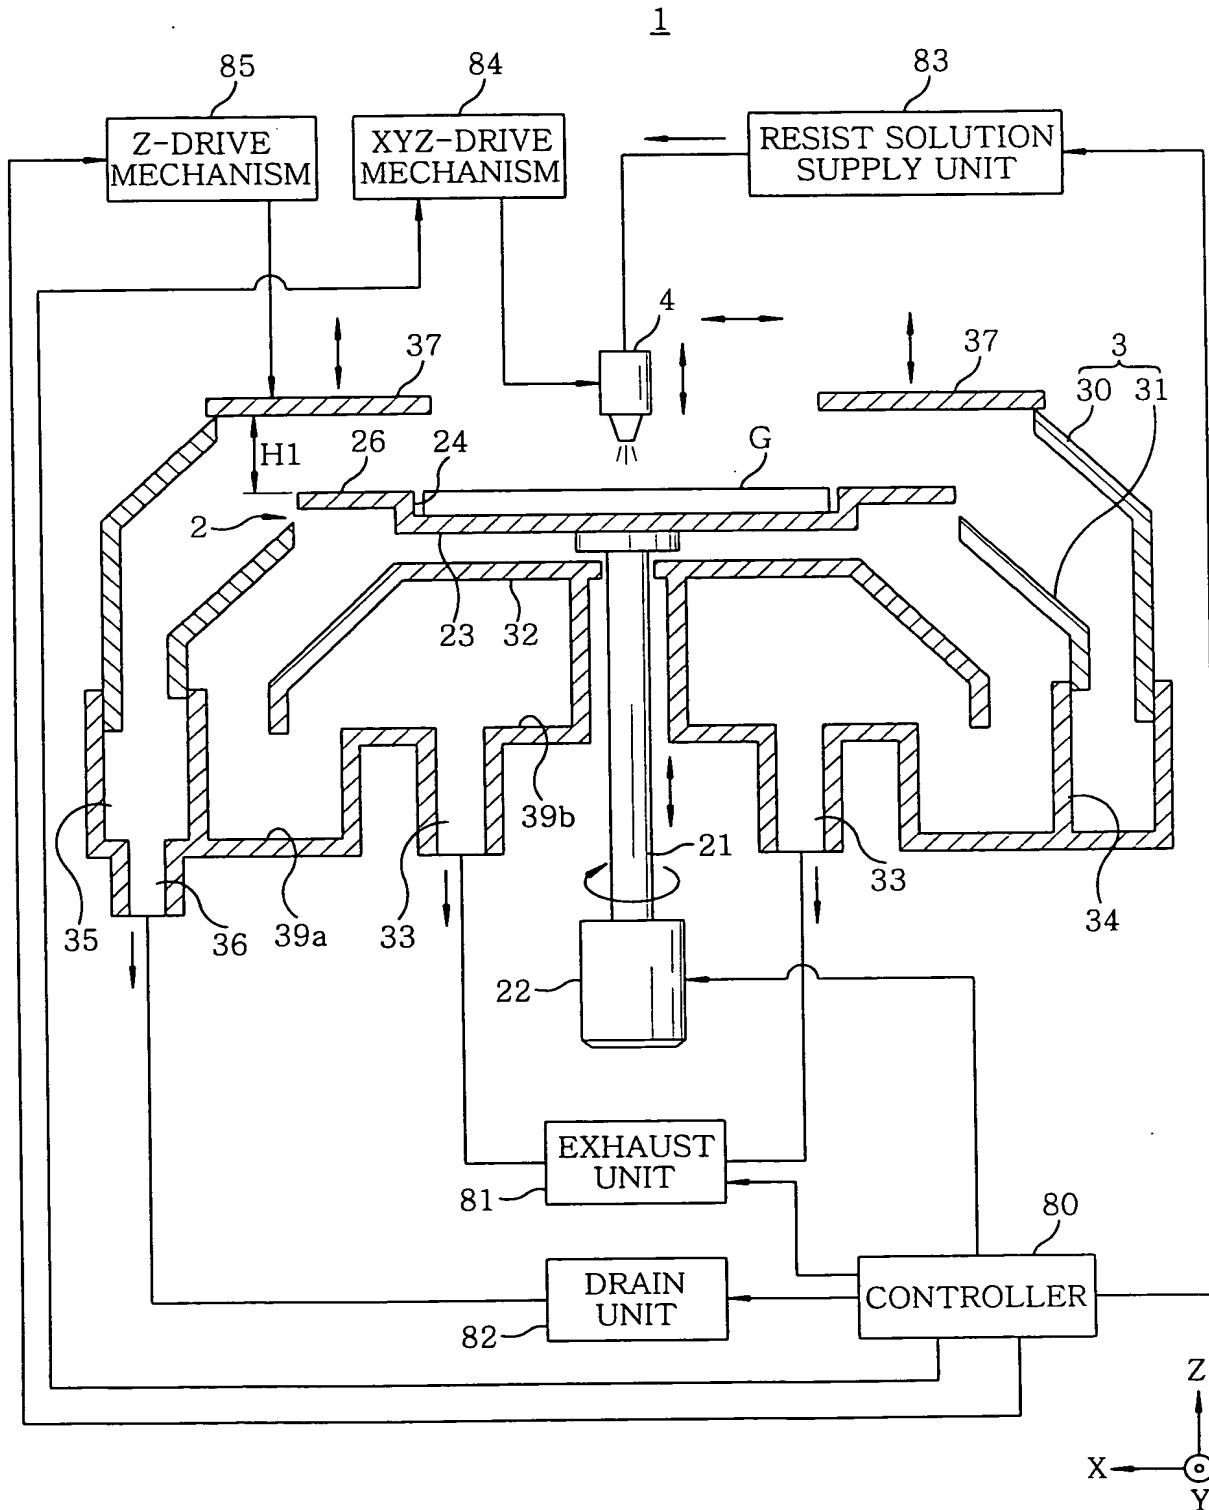 1
85
84
83
Z-DRIVE
MECHANISM
XYZ-DRIVE
MECHANISM
RESIST SOLUTION
SUPPLY UNIT
4
37
37
3
30 31
H1
26
24
G
2
23
32
39b
21
33
35
36
39a
33
34
22
EXHAUST
UNIT
81
80
DRAIN
UNIT
82
CONTROLLER
Z
X
Y